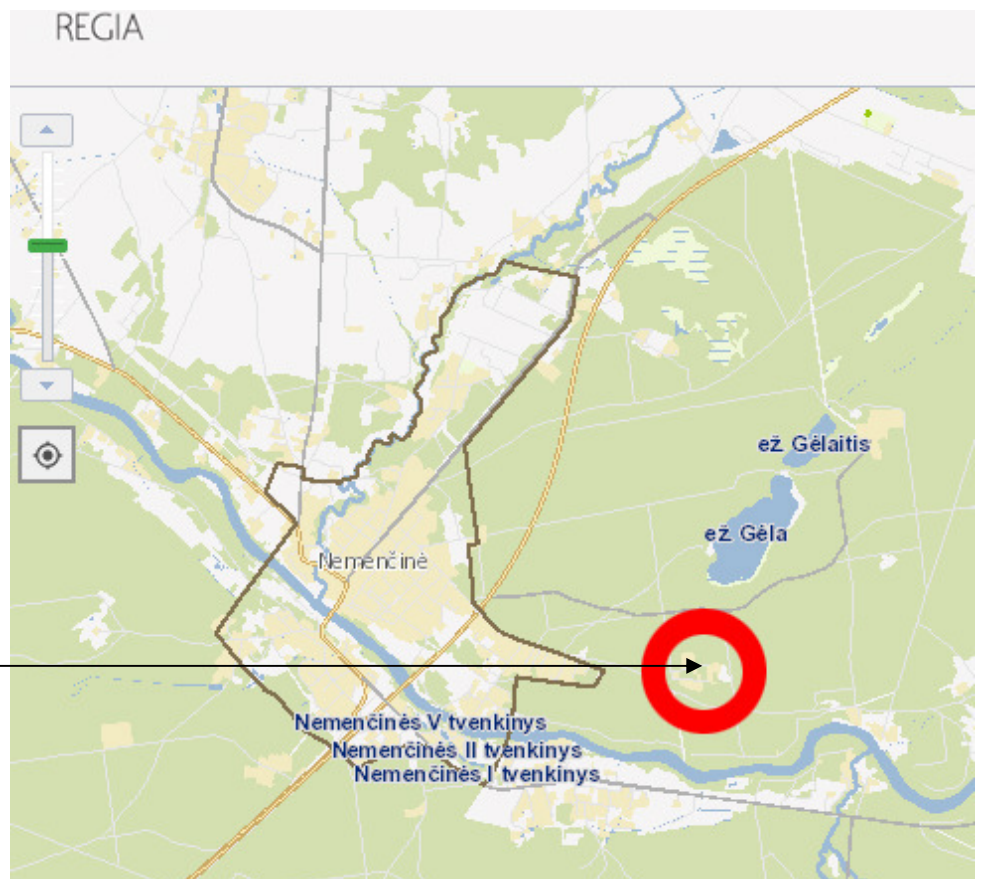 REGIA
ež. Gėlaitis
ež. Gėla
Nemenčinė
Nemenčinės V tvenkinys
Nemenčinės II tvenkinys
Nemenčinės I tvenkinys